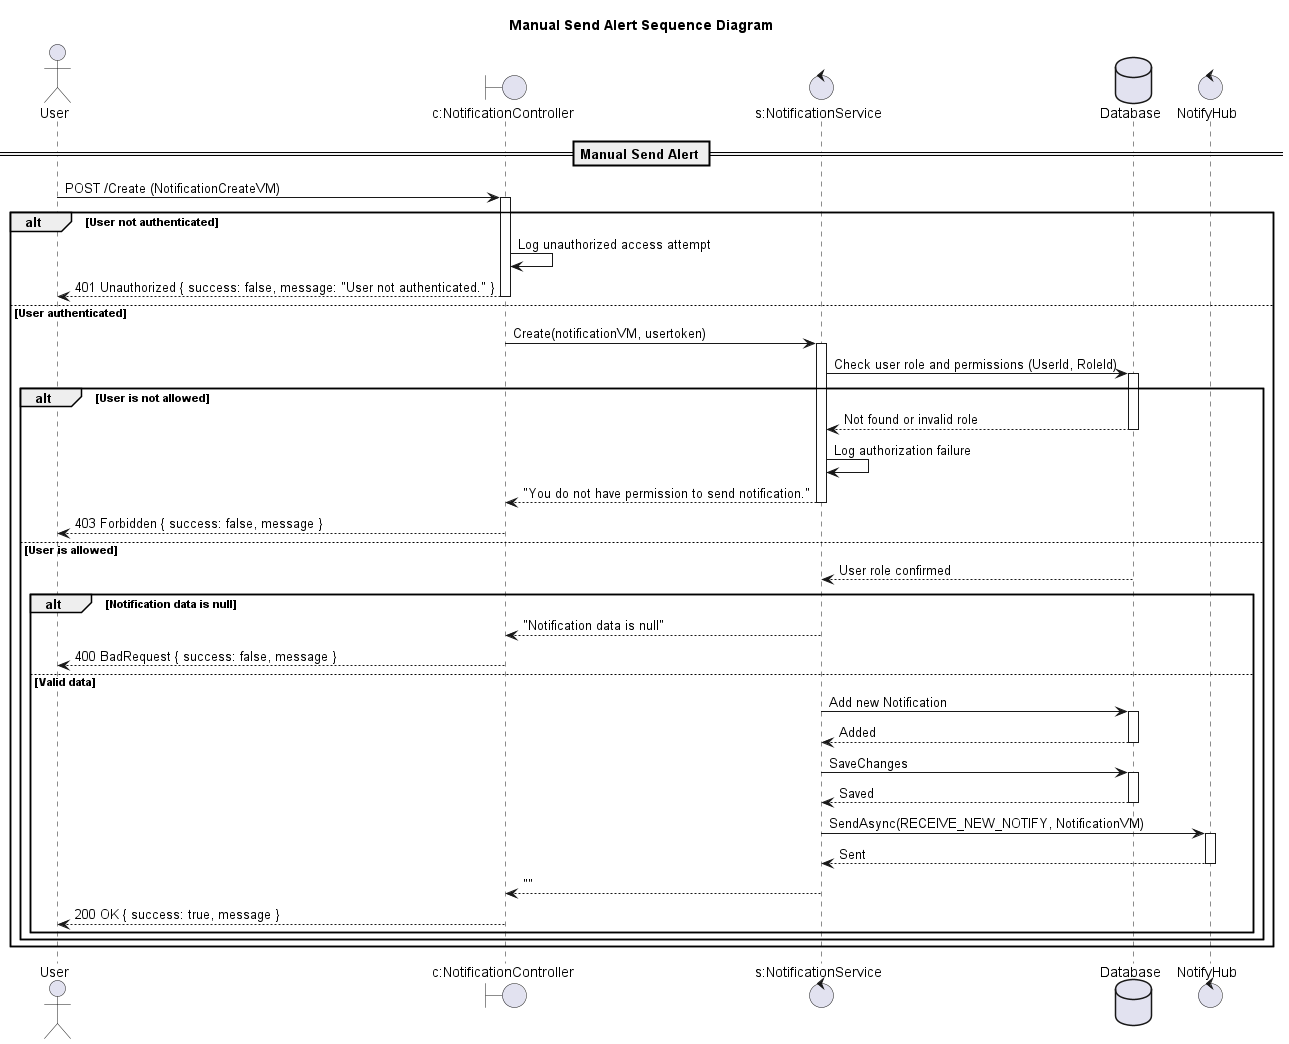 Manual Send Alert Sequence Diagram
User
c:NotificationController
s:NotificationService
Database
NotifyHub
Manual Send Alert
POST /Create (NotificationCreateVM)
alt [User not authenticated]
Log unauthorized access attempt
401 Unauthorized { success: false, message: "User not authenticated." }
[User authenticated]
Create(notificationVM, usertoken)
Check user role and permissions (UserId, RoleId)
alt [User is not allowed]
Not found or invalid role
Log authorization failure
"You do not have permission to send notification."
403 Forbidden { success: false, message }
[User is allowed]
User role confirmed
alt [Notification data is null]
"Notification data is null"
400 BadRequest { success: false, message }
[Valid data]
Add new Notification
Added
SaveChanges
Saved
SendAsync(RECEIVE_NEW_NOTIFY, NotificationVM)
Sent
""
200 OK { success: true, message }
User
c:NotificationController
s:NotificationService
Database
NotifyHub